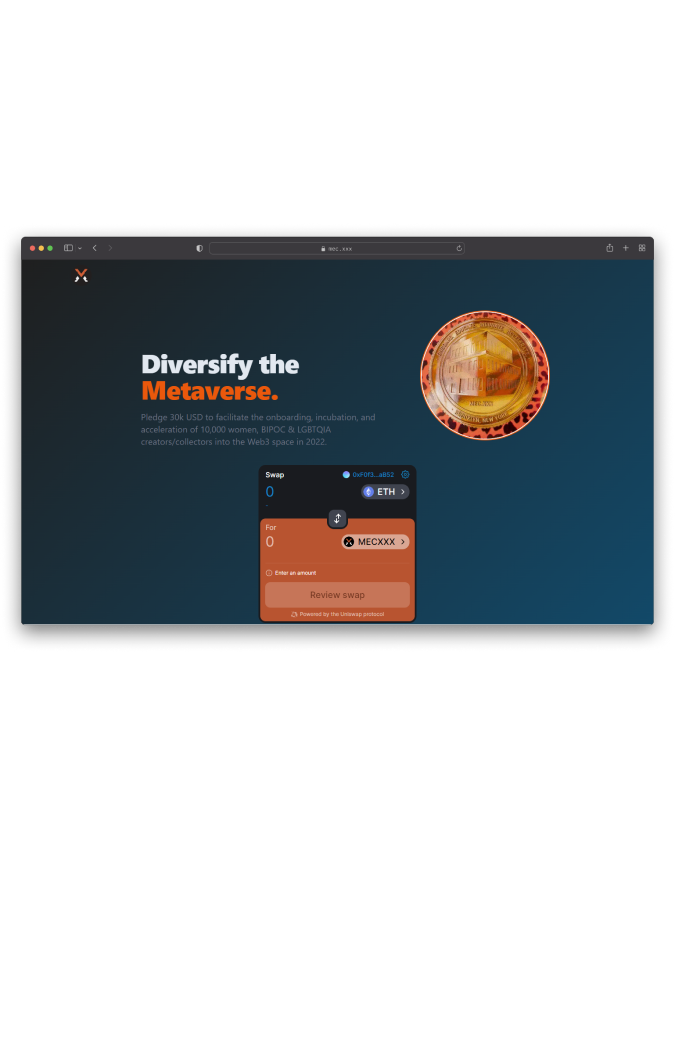 mec.xxx
Diversify the
Metaverse.
Pledge 30k USD to facilitate the onboarding, incubation, and
acceleration of 10,000 women, BIPOC & LGBTQIA
creators/collectors into the Web3 space in 2022.
Swap
0xF0f3...aB52
0
ETH
-
For
0
MECXXX
Enter an amount
Review swap
Powered by the Uniswap protocol